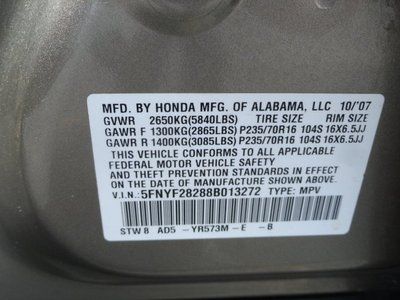 MFD. BY HONDA MFG. OF ALABAMA, LLC 10/'07
GVWR 2650KG(5840LBS) TIRE SIZE RIM SIZE
GAWR F 1300KG(2865LBS) P235/70R16 104S 16X6.5JJ
GAWR R 1400KG(3085LBS) P235/70R16 104S 16X6.5JJ
THIS VEHICLE CONFORMS TO ALL APPLICABLE
FEDERAL MOTOR VEHICLE SAFETY
AND THEFT PREVENTION STANDARDS IN EFFECT
ON THE DATE OF MANUFACTURE SHOWN ABOVE.
V.I.N.: 5FNYF28288B013272 TYPE: MPV
STW 8 AD5 -YR573M-E -B